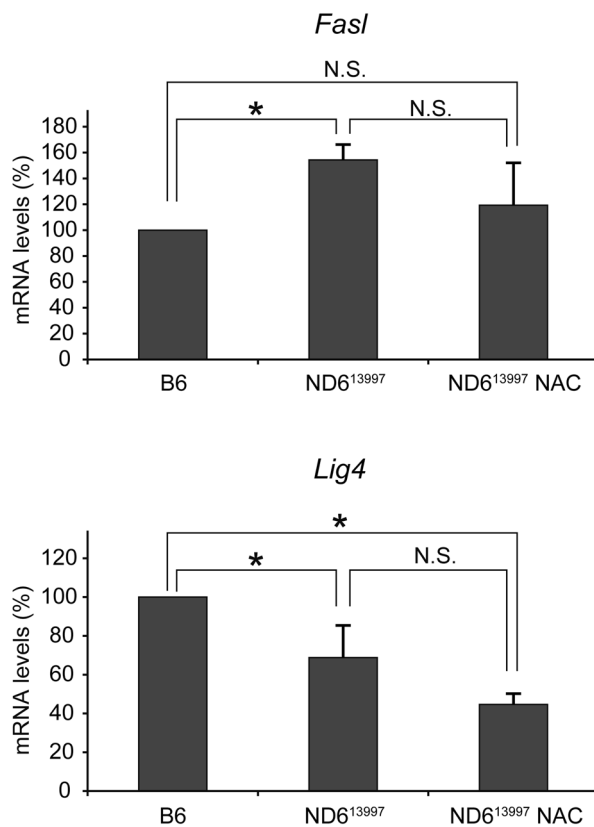 Fasl
N.S.
* N.S.
mRNA levels (%)
180
160
140
120
100
80
60
40
20
0
B6 ND6¹³⁹⁹⁷ ND6¹³⁹⁹⁷ NAC
Lig4
*
* N.S.
mRNA levels (%)
120
100
80
60
40
20
0
B6 ND6¹³⁹⁹⁷ ND6¹³⁹⁹⁷ NAC